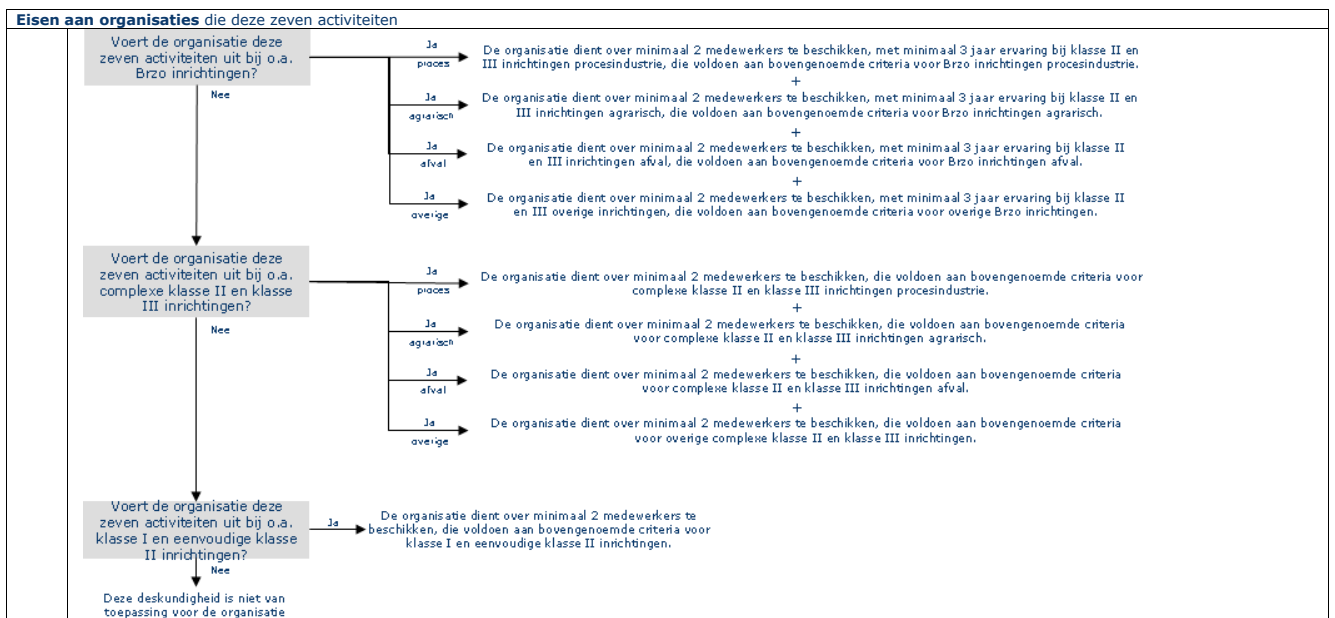 Eisen aan organisaties die deze zeven activiteiten
Voert de organisatie deze
zeven activiteiten uit bij o.a.
Brzo inrichtingen?
Nee
Ja
proces
De organisatie dient over minimaal 2 medewerkers te beschikken, met minimaal 3 jaar ervaring bij klasse II en
III inrichtingen procesindustrie, die voldoen aan bovengenoemde criteria voor Brzo inrichtingen procesindustrie.
+
Ja
agrarisch
De organisatie dient over minimaal 2 medewerkers te beschikken, met minimaal 3 jaar ervaring bij klasse II en
III inrichtingen agrarisch, die voldoen aan bovengenoemde criteria voor Brzo inrichtingen agrarisch.
+
Ja
afval
De organisatie dient over minimaal 2 medewerkers te beschikken, met minimaal 3 jaar ervaring bij klasse II
en III inrichtingen afval, die voldoen aan bovengenoemde criteria voor Brzo inrichtingen afval.
+
Ja
overige
De organisatie dient over minimaal 2 medewerkers te beschikken, met minimaal 3 jaar ervaring bij klasse II
en III overige inrichtingen, die voldoen aan bovengenoemde criteria voor overige Brzo inrichtingen.
Voert de organisatie deze
zeven activiteiten uit bij o.a.
complexe klasse II en klasse
III inrichtingen?
Nee
Ja
proces
De organisatie dient over minimaal 2 medewerkers te beschikken, die voldoen aan bovengenoemde criteria voor
complexe klasse II en klasse III inrichtingen procesindustrie.
+
Ja
agrarisch
De organisatie dient over minimaal 2 medewerkers te beschikken, die voldoen aan bovengenoemde criteria
voor complexe klasse II en klasse III inrichtingen agrarisch.
+
Ja
afval
De organisatie dient over minimaal 2 medewerkers te beschikken, die voldoen aan bovengenoemde criteria
voor complexe klasse II en klasse III inrichtingen afval.
+
Ja
overige
De organisatie dient over minimaal 2 medewerkers te beschikken, die voldoen aan bovengenoemde criteria
voor overige complexe klasse II en klasse III inrichtingen.
Voert de organisatie deze
zeven activiteiten uit bij o.a.
klasse I en eenvoudige klasse
II inrichtingen?
Ja
De organisatie dient over minimaal 2 medewerkers te
beschikken, die voldoen aan bovengenoemde criteria voor
klasse I en eenvoudige klasse II inrichtingen.
Nee
Deze deskundigheid is niet van
toepassing voor de organisatie